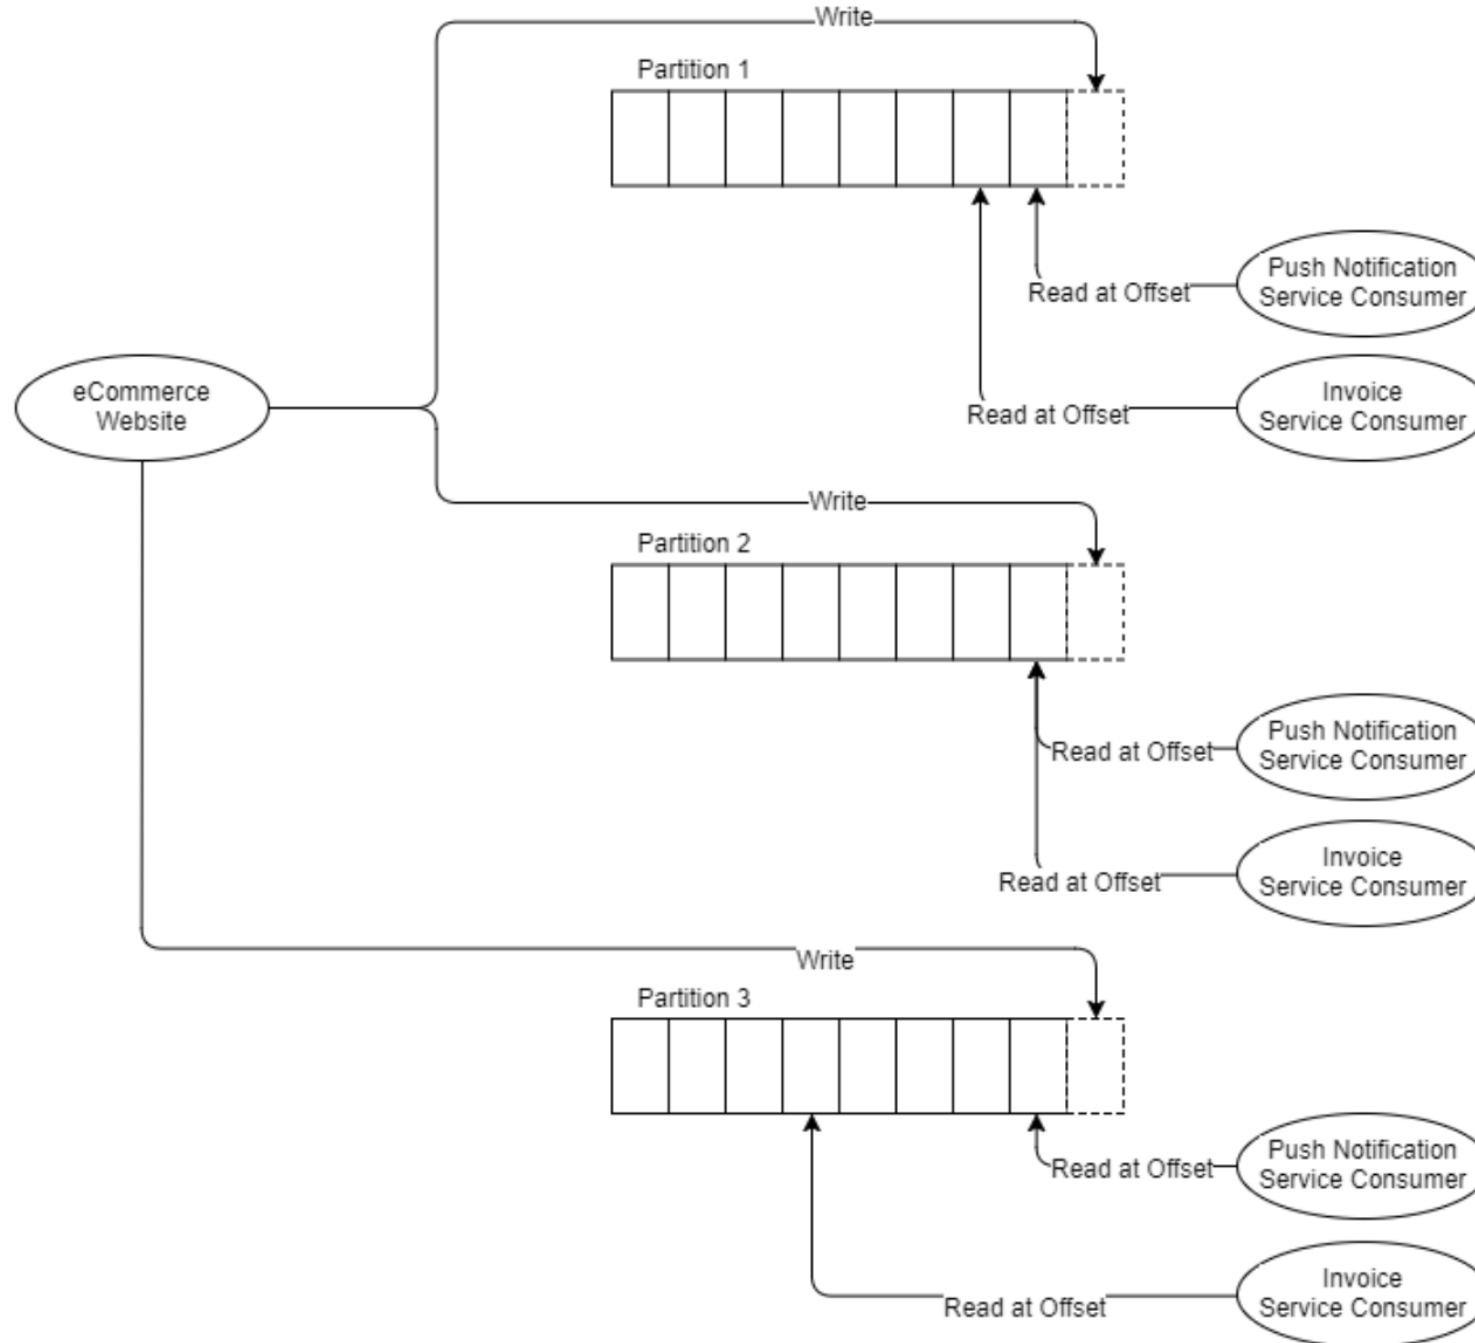 Write
Partition 1
Push Notification
Service Consumer
Read at Offset
Invoice
Service Consumer
Read at Offset
eCommerce
Website
Write
Partition 2
Push Notification
Service Consumer
Read at Offset
Invoice
Service Consumer
Read at Offset
Write
Partition 3
Push Notification
Service Consumer
Read at Offset
Invoice
Service Consumer
Read at Offset